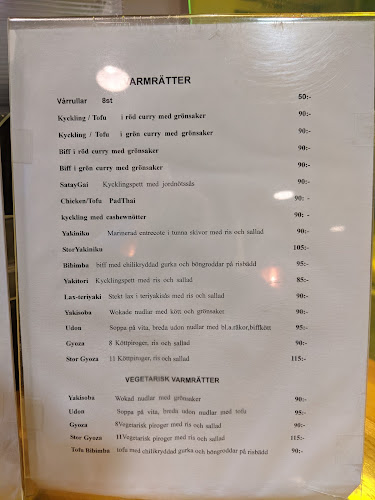 ARMRÄTTER
Vårrullar 8st 50:-
Kyckling / Tofu i röd curry med grönsaker 90:-
Kyckling / Tofu i grön curry med grönsaker 90:-
Biff i röd curry med grönsaker 90:-
Biff i grön curry med grönsaker 90:-
SatayGai Kycklingspett med jordnötssås 90:-
Chicken/Tofu PadThai 90: -
kyckling med cashewnötter 90: -
Yakiniku Marinerad entrecote i tunna skivor med ris och sallad 90:-
StorYakiniku 105:-
Bibimba biff med chilikryddad gurka och böngroddar på risbädd 95:-
Yakitori Kycklingspett med ris och sallad 85:-
Lax-teriyaki Stekt lax i teriyakisås med ris och sallad 90:-
Yakisoba Wokade nudlar med kött och grönsaker 90:-
Udon Soppa på vita, breda udon nudlar med bl.a.räkor,biffkött 95:-
Gyoza 8 Köttpiroger, ris och sallad 90:-
Stor Gyoza 11 Köttpiroger, ris och sallad 115:-
VEGETARISK VARMRÄTTER
Yakisoba Wokad nudlar med grönsaker 90:-
Udon Soppa på vita, breda udon nudlar med tofu 95:-
Gyoza 8Vegetarisk piroger med ris och sallad 90:-
Stor Gyoza 11Vegetarisk piroger med ris och sallad 115:-
Tofu Bibimba tofu med chilikryddad gurka och böngroddar på risbädd 90:-